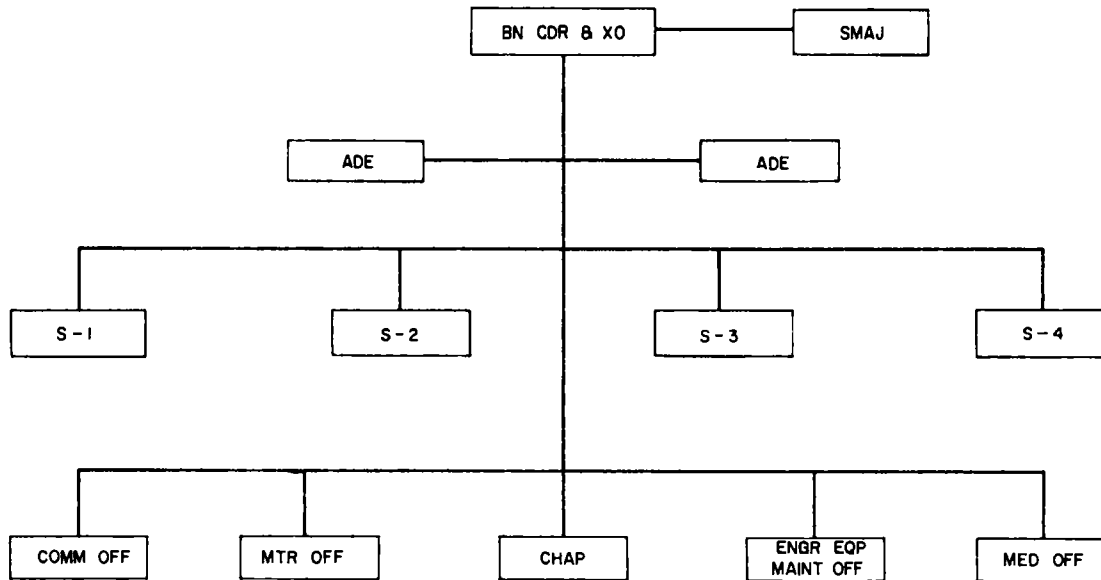 BN CDR & XO
SMAJ
ADE
ADE
S-1
S-2
S-3
S-4
COMM OFF
MTR OFF
CHAP
ENGR EQP
MAINT OFF
MED OFF